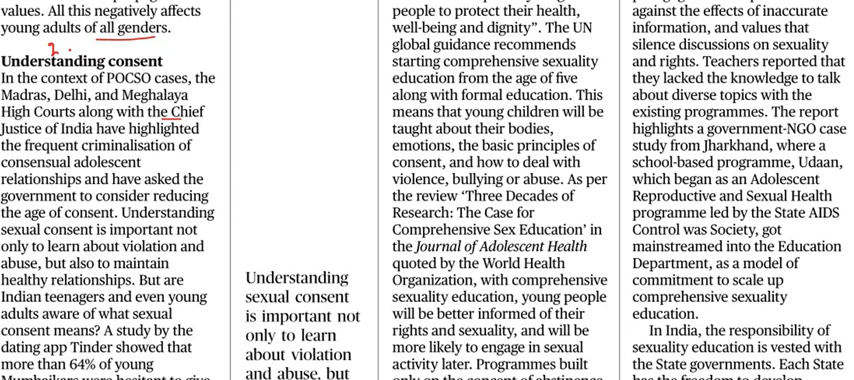 values. All this negatively affects
young adults of all genders.
2
Understanding consent
In the context of POCSO cases, the
Madras, Delhi, and Meghalaya
High Courts along with the Chief
Justice of India have highlighted
the frequent criminalisation of
consensual adolescent
relationships and have asked the
government to consider reducing
the age of consent. Understanding
sexual consent is important not
only to learn about violation and
abuse, but also to maintain
healthy relationships. But are
Indian teenagers and even young
adults aware of what sexual
consent means? A study by the
dating app Tinder showed that
more than 64% of young
Understanding
sexual consent
is important not
only to learn
about violation
and abuse, but
people to protect their health,
well-being and dignity”. The UN
global guidance recommends
starting comprehensive sexuality
education from the age of five
along with formal education. This
means that young children will be
taught about their bodies,
emotions, the basic principles of
consent, and how to deal with
violence, bullying or abuse. As per
the review ‘Three Decades of
Research: The Case for
Comprehensive Sex Education’ in
the Journal of Adolescent Health
quoted by the World Health
Organization, with comprehensive
sexuality education, young people
will be better informed of their
rights and sexuality, and will be
more likely to engage in sexual
activity later. Programmes built
against the effects of inaccurate
information, and values that
silence discussions on sexuality
and rights. Teachers reported that
they lacked the knowledge to talk
about diverse topics with the
existing programmes. The report
highlights a government-NGO case
study from Jharkhand, where a
school-based programme, Udaan,
which began as an Adolescent
Reproductive and Sexual Health
programme led by the State AIDS
Control was Society, got
mainstreamed into the Education
Department, as a model of
commitment to scale up
comprehensive sexuality
education.
In India, the responsibility of
sexuality education is vested with
the State governments. Each State